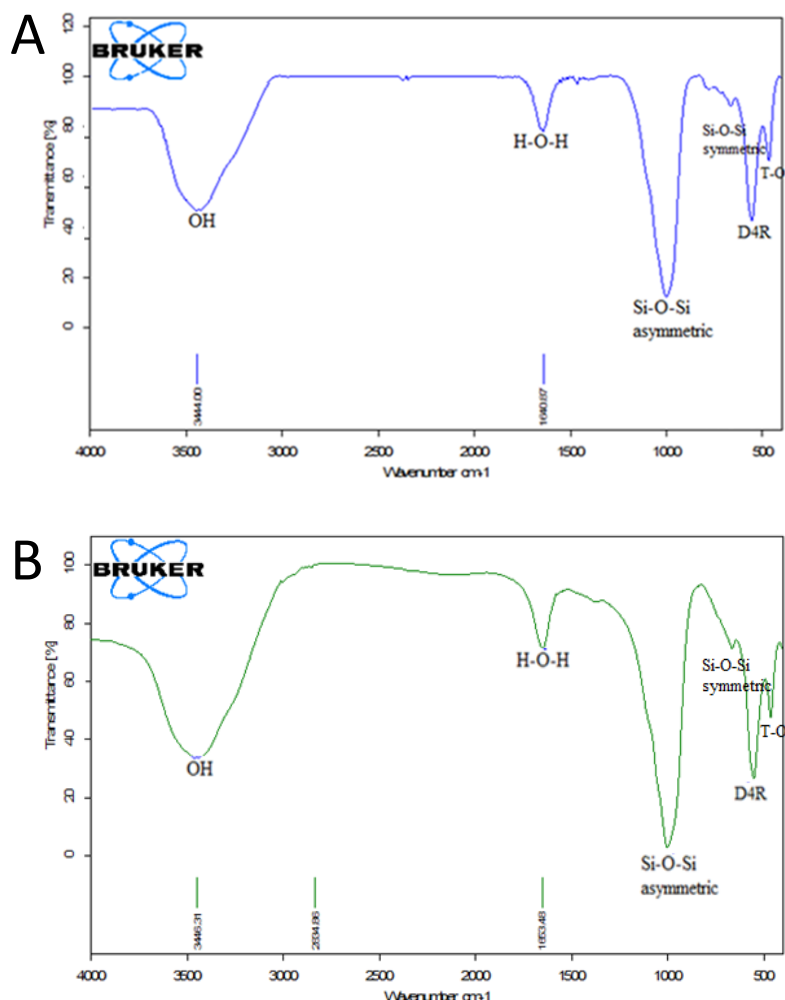 A
BRUKER
Transmittance [%]
120
100
80
60
40
20
0
OH
H-O-H
Si-O-Si
asymmetric
Si-O-Si
symmetric
D4R
T-O
3444.00
1640.87
4000
3500
3000
2500
2000
1500
1000
500
Wavenumber cm-1
B
BRUKER
Transmittance [%]
100
80
60
40
20
0
OH
H-O-H
Si-O-Si
asymmetric
Si-O-Si
symmetric
D4R
T-O
3446.31
2834.86
1653.48
4000
3500
3000
2500
2000
1500
1000
500
Wavenumber cm-1